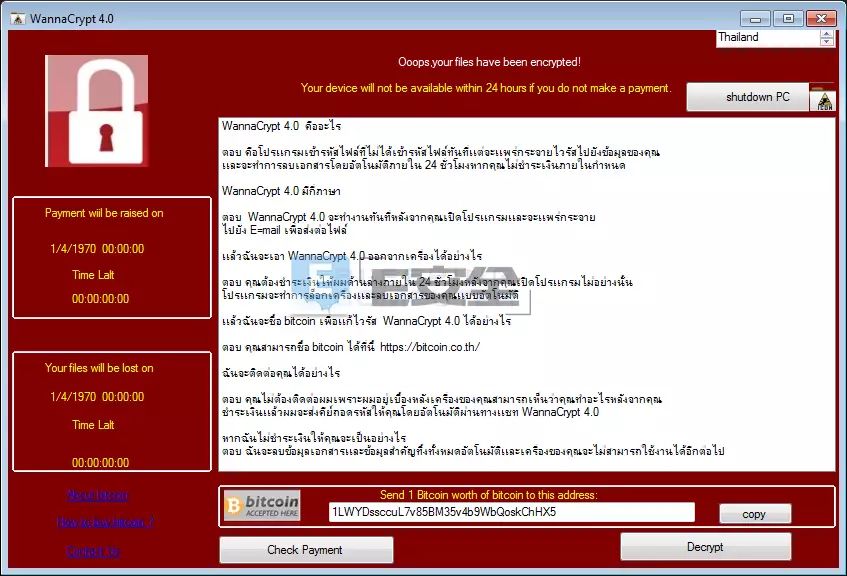 WannaCrypt 4.0
Thailand
Ooops,your files have been encrypted!
Your device will not be available within 24 hours if you do not make a payment.
shutdown PC
WannaCrypt 4.0 คืออะไร
ตอบ คือโปรแกรมเข้ารหัสไฟล์ที่ไม่ได้เข้ารหัสไฟล์ทันทีแต่จะแพร่กระจายไวรัสไปยังข้อมูลของคุณ
และจะทำการลบเอกสารโดยอัตโนมัติภายใน 24 ชั่วโมงหากคุณไม่ชำระเงินภายในกำหนด
WannaCrypt 4.0 มีกี่ภาษา
ตอบ WannaCrypt 4.0 จะทำงานทันทีหลังจากคุณเปิดโปรแกรมและจะแพร่กระจาย
ไปยัง E=mail เพื่อส่งต่อไฟล์
แล้วฉันจะเอา WannaCrypt 4.0 ออกจากเครื่องได้อย่างไร
ตอบ คุณต้องชำระเงินให้ผมด้านล่างภายใน 24 ชั่วโมงหลังจากคุณเปิดโปรแกรมไม่อย่างนั้น
โปรแกรมจะทำการล็อกเครื่องและลบเอกสารของคุณแบบอัตโนมัติ
E安全
แล้วฉันจะซื้อ bitcoin เพื่อแก้ไวรัส WannaCrypt 4.0 ได้อย่างไร
ตอบ คุณสามารถซื้อ bitcoin ได้ที่นี่ https://bitcoin.co.th/
ฉันจะติดต่อคุณได้อย่างไร
ตอบ คุณไม่ต้องติดต่อผมเพราะผมอยู่เบื้องหลังเครื่องของคุณสามารถเห็นว่าคุณทำอะไรหลังจากคุณ
ชำระเงินแล้วผมจะส่งคีย์ถอดรหัสให้คุณโดยอัตโนมัติผ่านทางแชท WannaCrypt 4.0
หากฉันไม่ชำระเงินให้คุณจะเป็นอย่างไร
ตอบ ฉันจะลบข้อมูลเอกสารและข้อมูลสำคัญทิ้งทั้งหมดอัตโนมัติและเครื่องของคุณจะไม่สามารถใช้งานได้อีกต่อไป
Payment wiil be raised on
1/4/1970 00:00:00
Time Lalt
00:00:00:00
Your files will be lost on
1/4/1970 00:00:00
Time Lalt
00:00:00:00
About bitcoin
How to buy bitcoin ?
Contact Us
bitcoin
ACCEPTED HERE
Send 1 Bitcoin worth of bitcoin to this address:
1LWYDssccuL7v85BM35v4b9WbQoskChHX5
copy
Check Payment
Decrypt